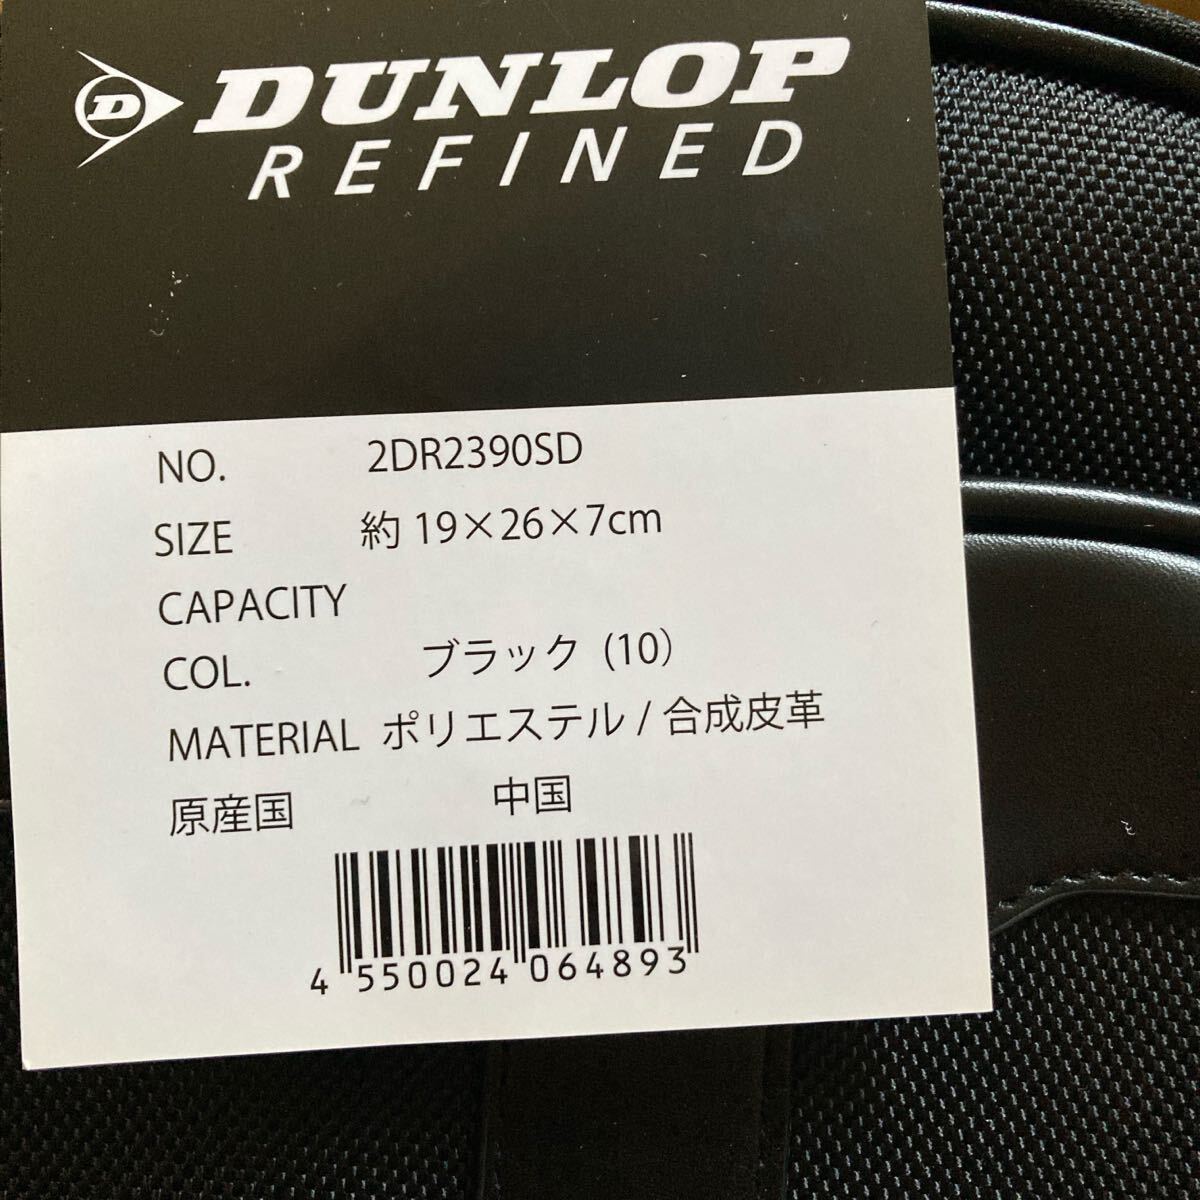 D DUNLOP
REFINED
NO. 2DR2390SD
SIZE 約 19×26×7cm
CAPACITY
COL. ブラック (10)
MATERIAL ポリエステル / 合成皮革
原産国 中国
4 550024 064893